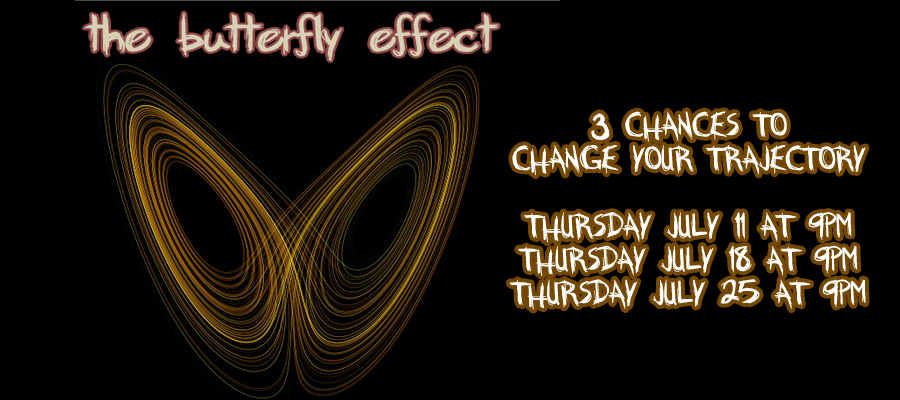 the butterfly effect
3 CHANCES TO
CHANGE YOUR TRAJECTORY
THURSDAY JULY 11 AT 9PM
THURSDAY JULY 18 AT 9PM
THURSDAY JULY 25 AT 9PM